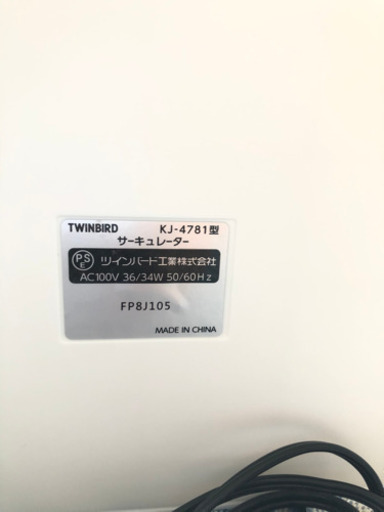 TWINBIRD KJ-4781型
サーキュレーター
PSE ツインバード工業株式会社
AC100V 36/34W 50/60Hz
FP8J105
MADE IN CHINA